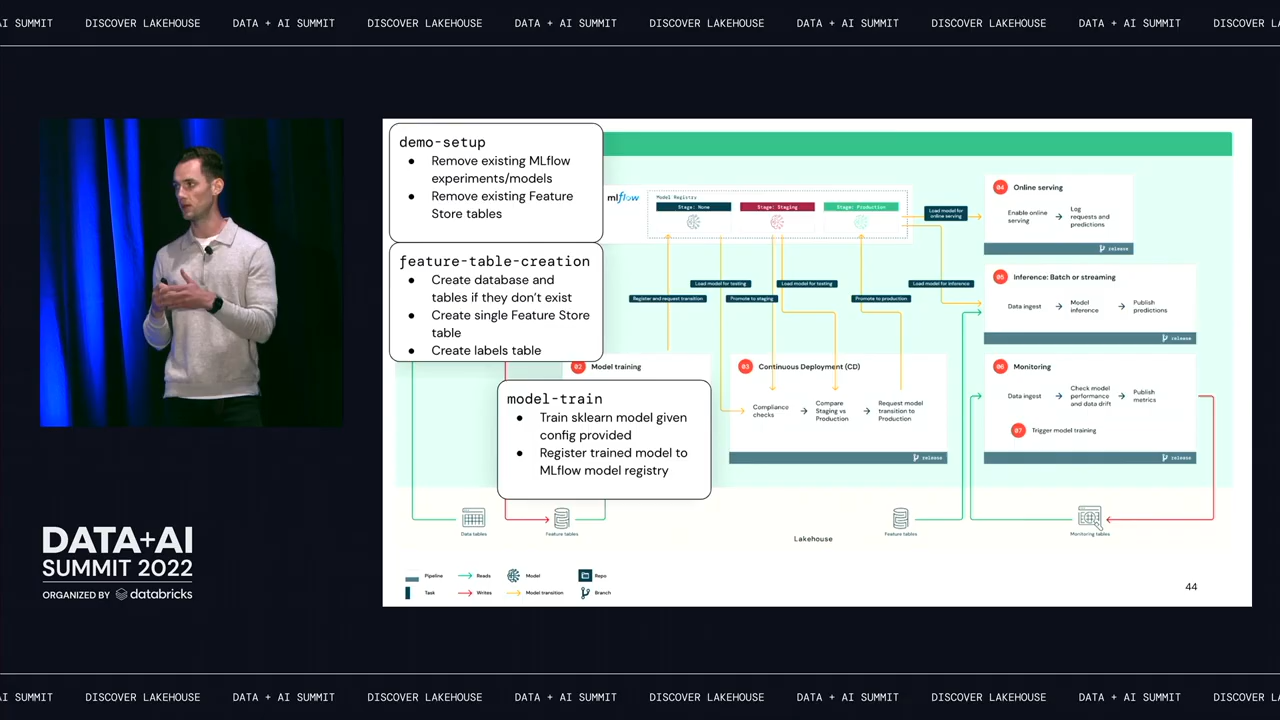 AI SUMMIT DISCOVER LAKEHOUSE DATA + AI SUMMIT DISCOVER LAKEHOUSE DATA + AI SUMMIT DISCOVER LAKEHOUSE DATA + AI SUMMIT DISCOVER LAKEHOUSE DATA + AI SUMMIT DISCOVER L
demo-setup
● Remove existing MLflow
experiments/models
● Remove existing Feature
Store tables
feature-table-creation
● Create database and
tables if they don't exist
● Create single Feature Store
table
● Create labels table
mlflow
Model Registry
Stage: None
Stage: Staging
Stage: Production
Load model for
online serving
Load model for testing
Load model for testing
Load model for inference
Register and request transition
Promote to staging
Promote to production
04 Online serving
Enable online
serving
Log
requests and
predictions
release
05 Inference: Batch or streaming
Data ingest
Model
inference
Publish
predictions
release
02 Model training
model-train
● Train sklearn model given
config provided
● Register trained model to
MLflow model registry
03 Continuous Deployment (CD)
Compliance
checks
Compare
Staging vs
Production
Request model
transition to
Production
release
06 Monitoring
Data ingest
Check model
performance
and data drift
Publish
metrics
07 Trigger model training
release
Data tables
Feature tables
Lakehouse
Feature tables
Monitoring tables
Pipeline
Reads
Model
Repo
Task
Writes
Model transition
Branch
44
DATA+AI
SUMMIT 2022
ORGANIZED BY databricks
AI SUMMIT DISCOVER LAKEHOUSE DATA + AI SUMMIT DISCOVER LAKEHOUSE DATA + AI SUMMIT DISCOVER LAKEHOUSE DATA + AI SUMMIT DISCOVER LAKEHOUSE DATA + AI SUMMIT DISCOVER L